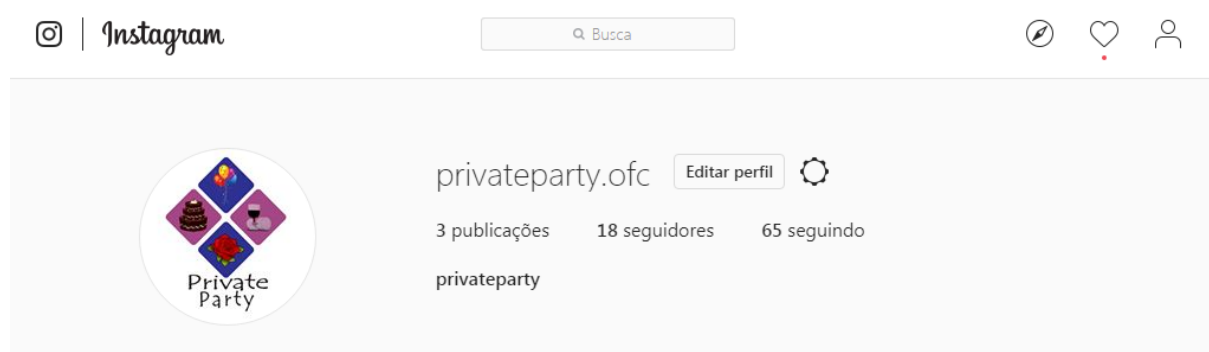 Instagram
Busca
privateparty.ofc Editar perfil
3 publicações 18 seguidores 65 seguindo
privateparty
Private
Party